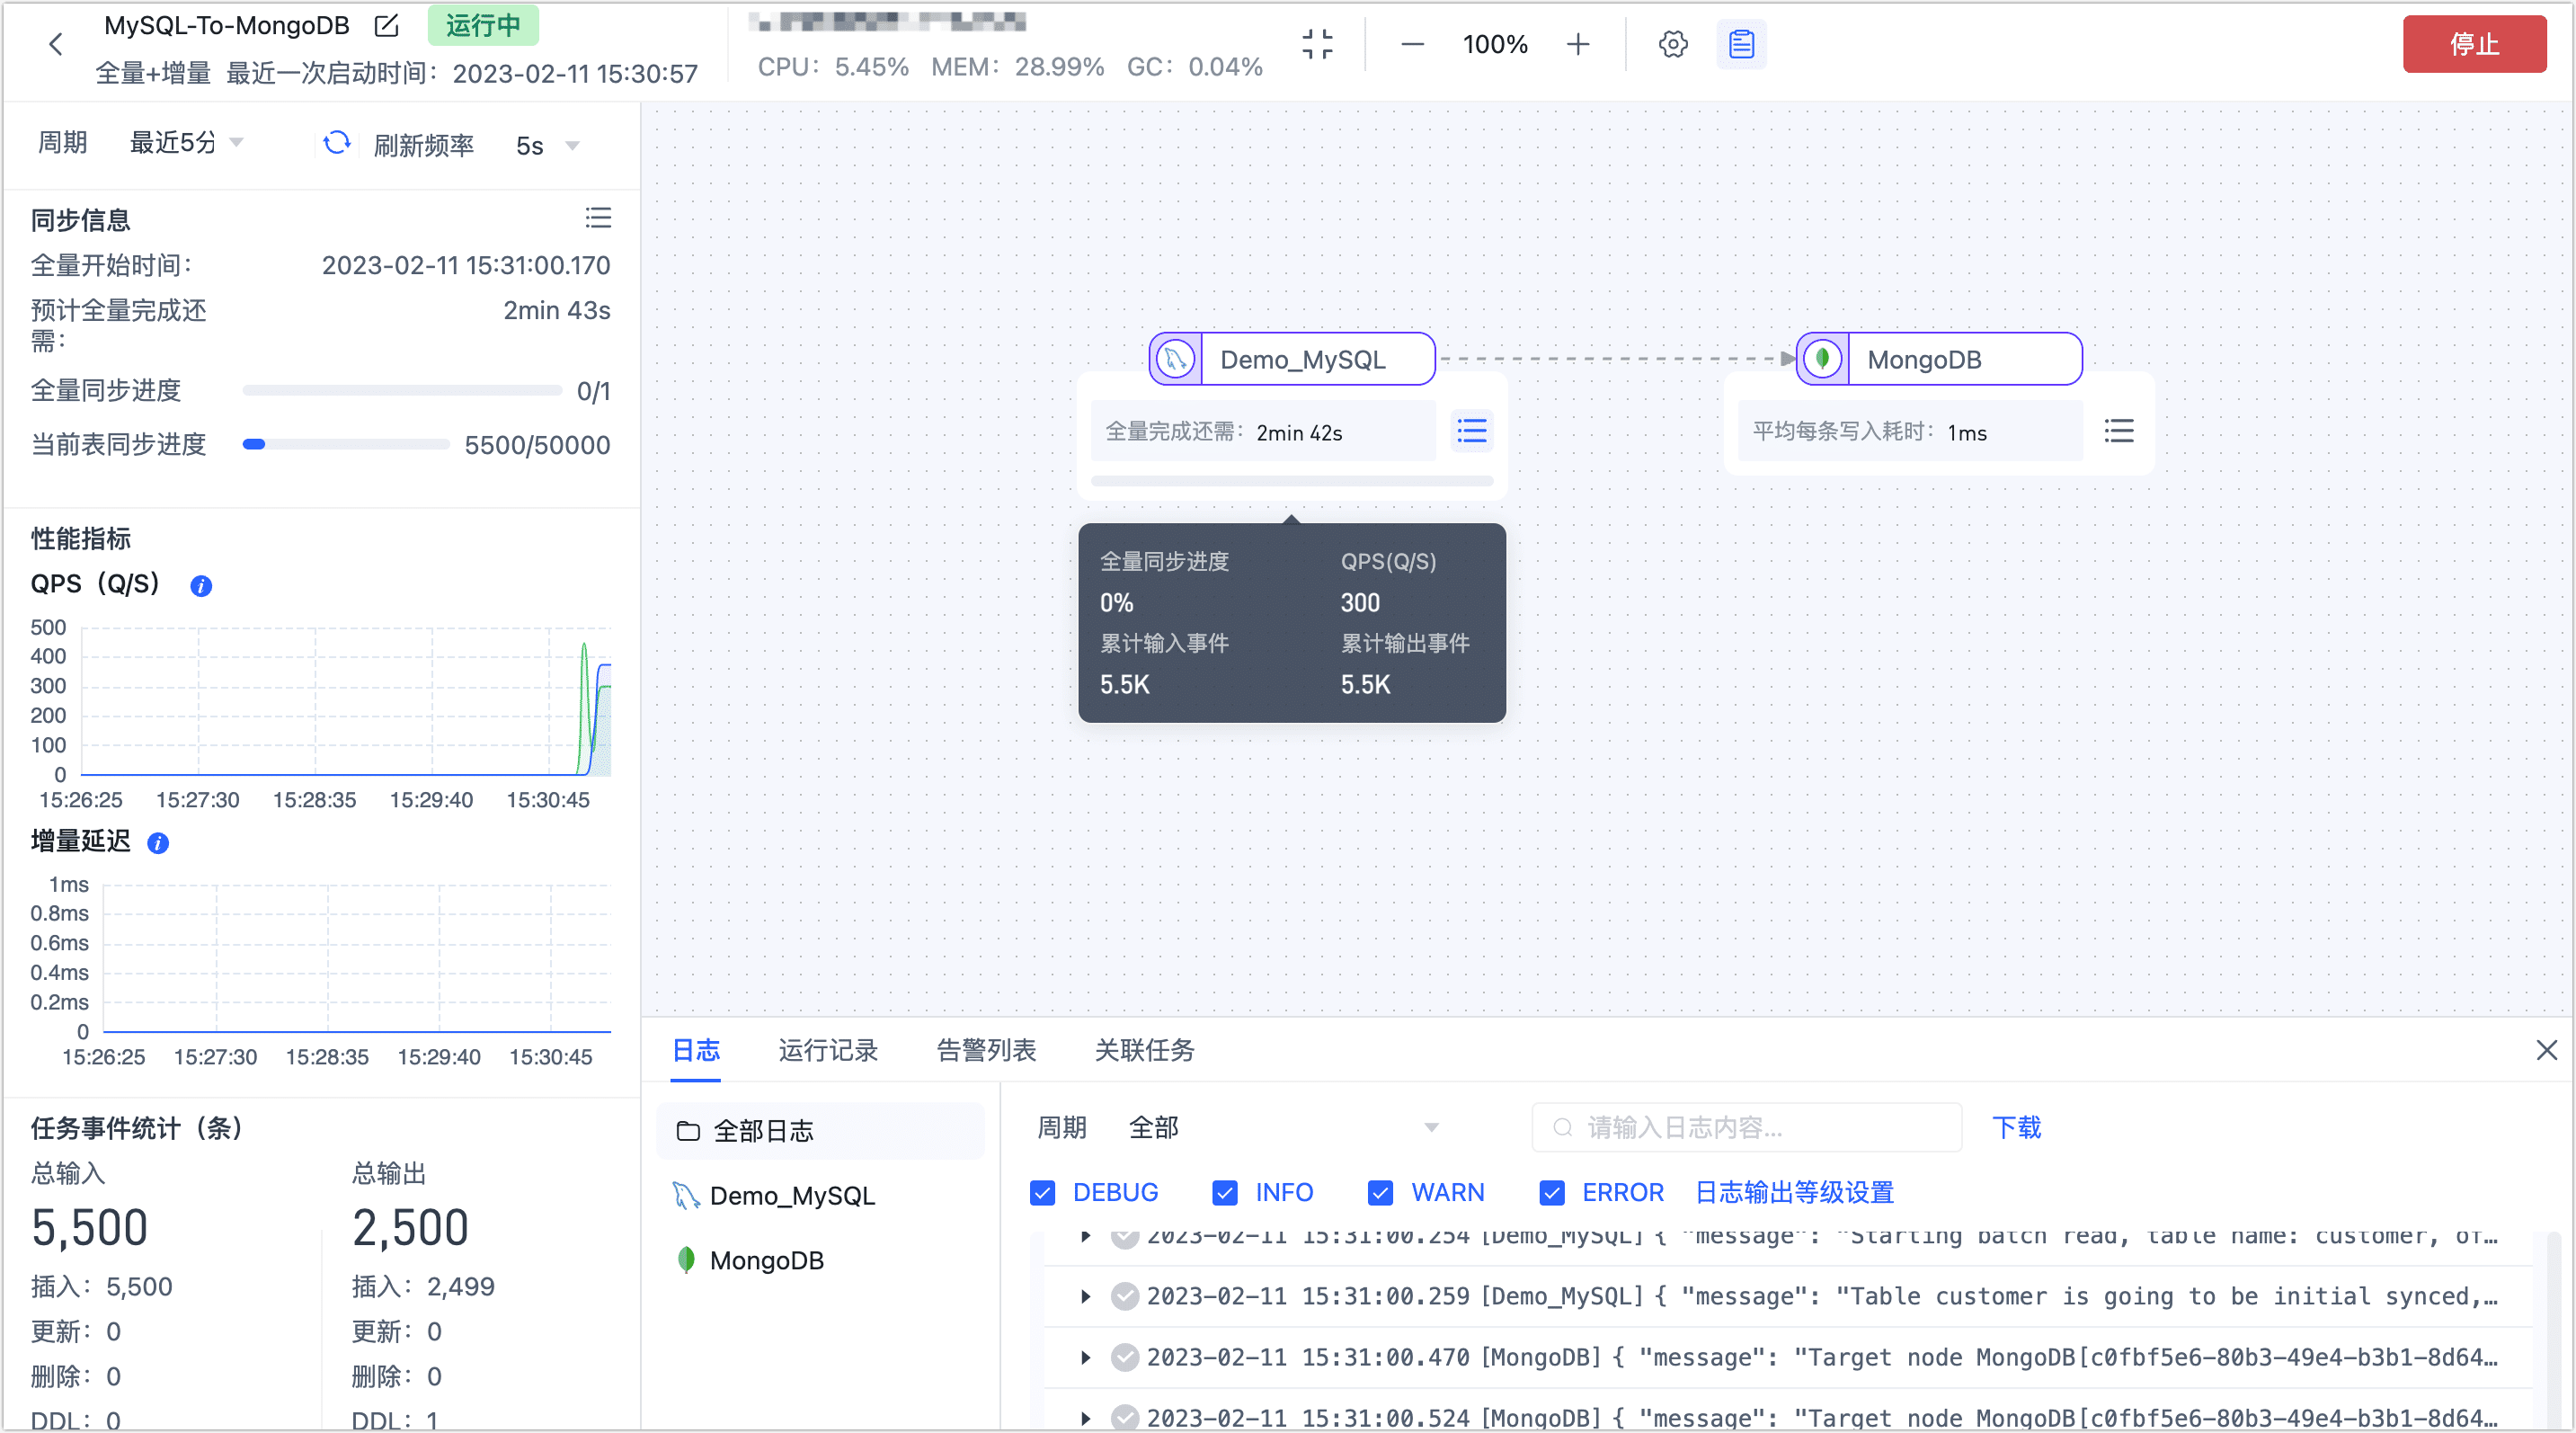 MySQL-To-MongoDB 运行中
全量+增量 最近一次启动时间：2023-02-11 15:30:57
CPU：5.45% MEM：28.99% GC：0.04%
100%
停止
周期 最近5分 刷新频率 5s
同步信息
全量开始时间： 2023-02-11 15:31:00.170
预计全量完成还 2min 43s
需：
全量同步进度 0/1
当前表同步进度 5500/50000
性能指标
QPS（Q/S）
500
400
300
200
100
0
15:26:25 15:27:30 15:28:35 15:29:40 15:30:45
增量延迟
1ms
0.8ms
0.6ms
0.4ms
0.2ms
0
15:26:25 15:27:30 15:28:35 15:29:40 15:30:45
任务事件统计（条）
总输入 总输出
5,500 2,500
插入：5,500 插入：2,499
更新：0 更新：0
删除：0 删除：0
DDL：0 DDL：1
Demo_MySQL
全量完成还需：2min 42s
MongoDB
平均每条写入耗时：1ms
全量同步进度 QPS(Q/S)
0% 300
累计输入事件 累计输出事件
5.5K 5.5K
日志 运行记录 告警列表 关联任务
全部日志
Demo_MySQL
MongoDB
周期 全部 请输入日志内容... 下载
DEBUG INFO WARN ERROR 日志输出等级设置
2023-02-11 15:31:00.254 [Demo_MySQL] { "message": "Starting batch read, table name: customer, of…
2023-02-11 15:31:00.259 [Demo_MySQL] { "message": "Table customer is going to be initial synced,…
2023-02-11 15:31:00.470 [MongoDB] { "message": "Target node MongoDB[c0fbf5e6-80b3-49e4-b3b1-8d64…
2023-02-11 15:31:00.524 [MongoDB] { "message": "Target node MongoDB[c0fbf5e6-80b3-49e4-b3b1-8d64…